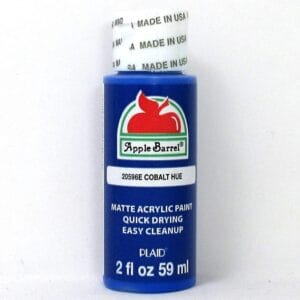 MADE IN USA
MADE IN USA
MADE IN USA
Apple Barrel®
20596E COBALT HUE
MATTE ACRYLIC PAINT
QUICK DRYING
EASY CLEANUP
PLAID®
2 fl oz 59 ml